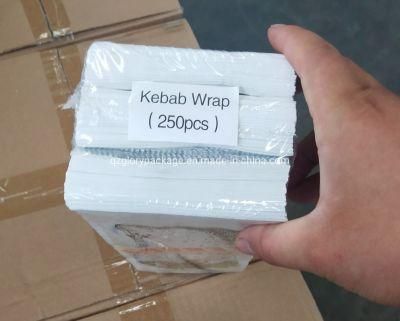 Kebab Wrap
( 250pcs )
qzglorypackage.en.made-in-china.com